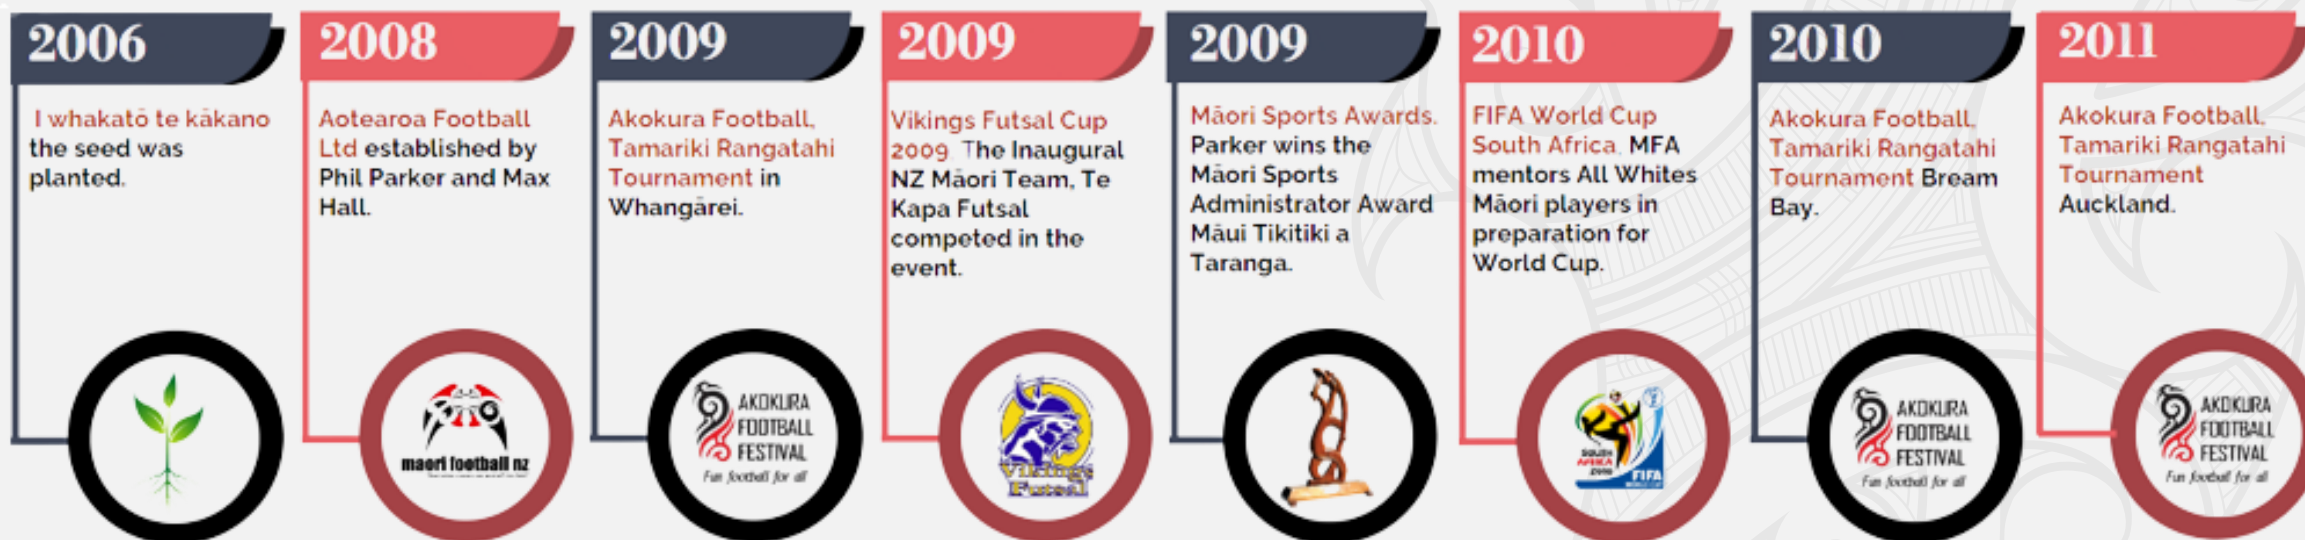 2006
I whakatō te kākano
the seed was
planted.
2008
Aotearoa Football
Ltd established by
Phil Parker and Max
Hall.
maori football nz
2009
Akokura Football,
Tamariki Rangatahi
Tournament in
Whangārei.
AKOKURA
FOOTBALL
FESTIVAL
Fun football for all
2009
Vikings Futsal Cup
2009. The Inaugural
NZ Māori Team, Te
Kapa Futsal
competed in the
event.
Vikings
Futsal
2009
Māori Sports Awards.
Parker wins the
Māori Sports
Administrator Award
Māui Tikitiki a
Taranga.
2010
FIFA World Cup
South Africa. MFA
mentors All Whites
Māori players in
preparation for
World Cup.
SOUTH
AFRICA
2010
FIFA
WORLD CUP
2010
Akokura Football,
Tamariki Rangatahi
Tournament Bream
Bay.
AKOKURA
FOOTBALL
FESTIVAL
Fun football for all
2011
Akokura Football,
Tamariki Rangatahi
Tournament
Auckland.
AKOKURA
FOOTBALL
FESTIVAL
Fun football for all